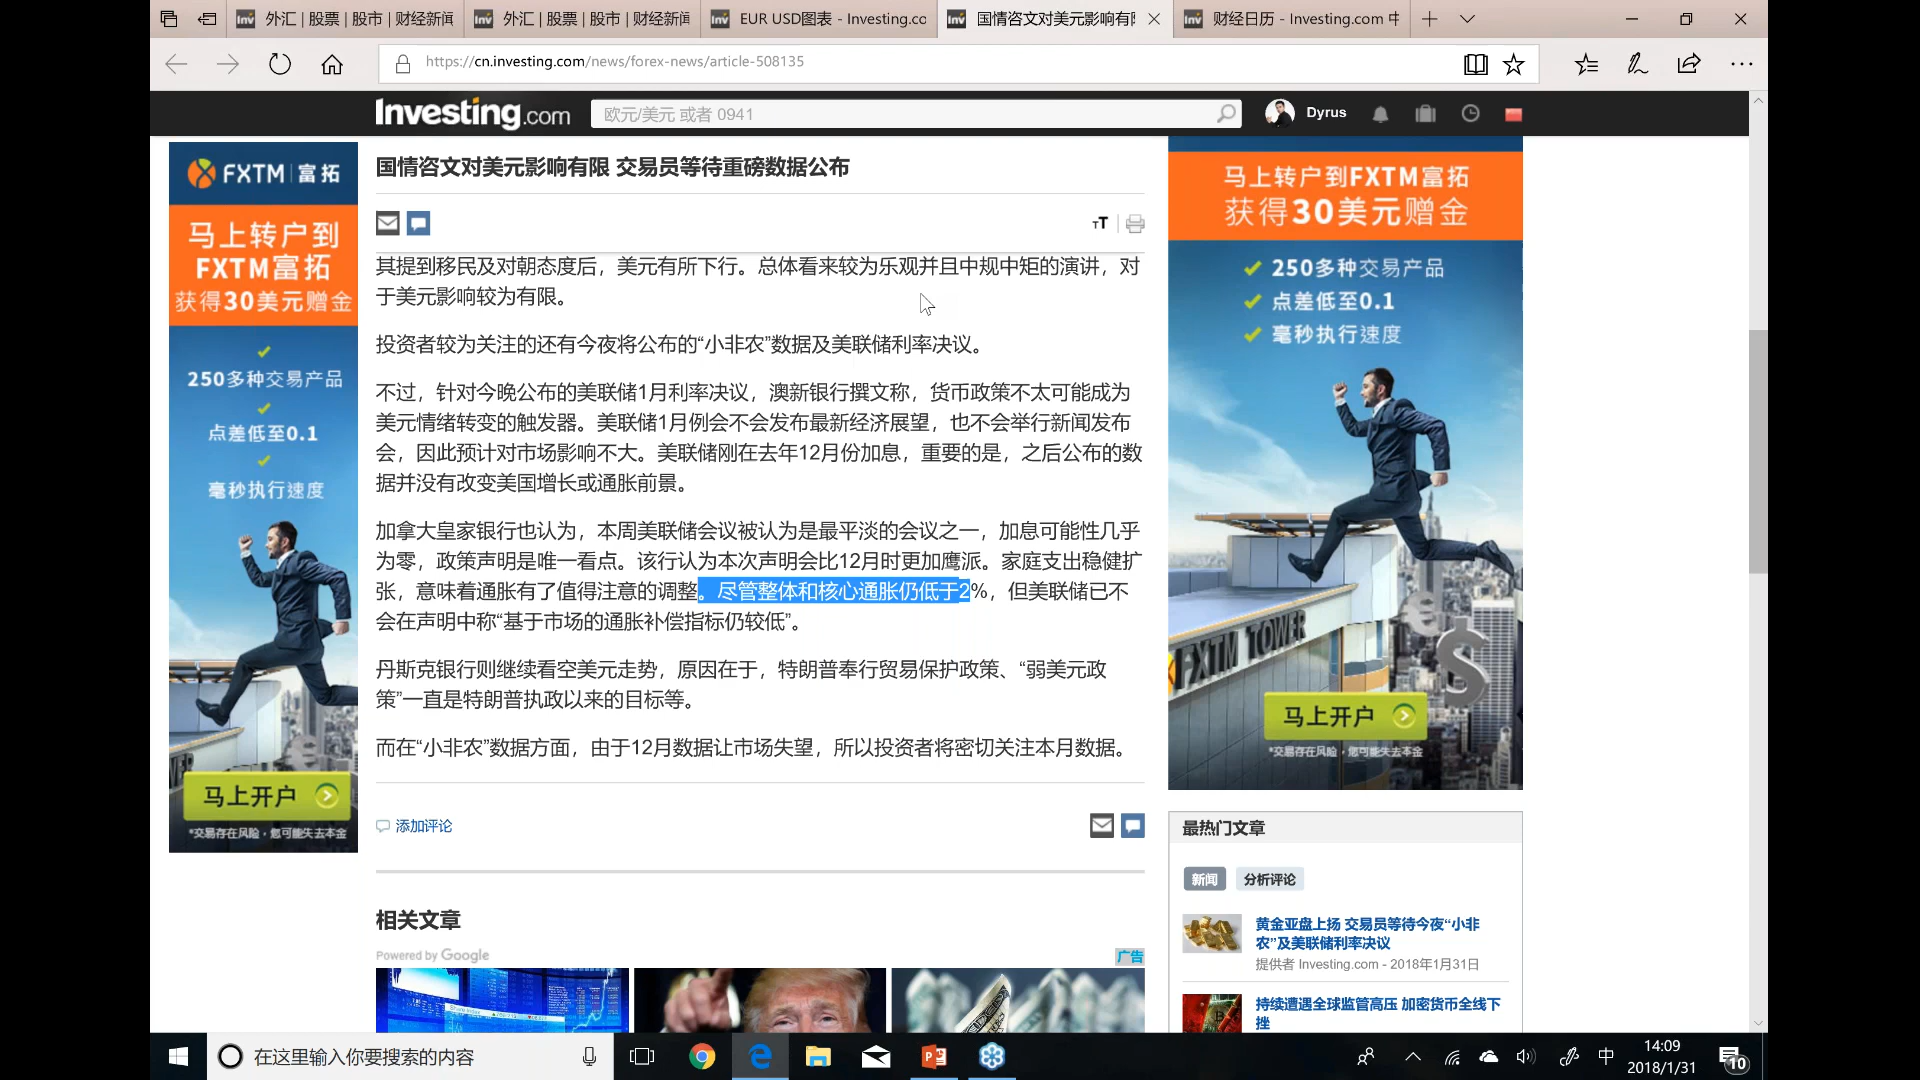 外汇 | 股票 | 股市 | 财经新闻
外汇 | 股票 | 股市 | 财经新闻
EUR USD图表 - Investing.co
国情咨文对美元影响有
财经日历 - Investing.com 中
https://cn.investing.com/news/forex-news/article-508135
Investing.com
欧元/美元 或者 0941
Dyrus
FXTM 富拓
马上转户到
FXTM富拓
获得30美元赠金
250多种交易产品
点差低至0.1
毫秒执行速度
马上开户
*交易存在风险，您可能失去本金
国情咨文对美元影响有限 交易员等待重磅数据公布
其提到移民及对朝态度后，美元有所下行。总体看来较为乐观并且中规中矩的演讲，对
于美元影响较为有限。
投资者较为关注的还有今夜将公布的“小非农”数据及美联储利率决议。
不过，针对今晚公布的美联储1月利率决议，澳新银行撰文称，货币政策不太可能成为
美元情绪转变的触发器。美联储1月例会不会发布最新经济展望，也不会举行新闻发布
会，因此预计对市场影响不大。美联储刚在去年12月份加息，重要的是，之后公布的数
据并没有改变美国增长或通胀前景。
加拿大皇家银行也认为，本周美联储会议被认为是最平淡的会议之一，加息可能性几乎
为零，政策声明是唯一看点。该行认为本次声明会比12月时更加鹰派。家庭支出稳健扩
张，意味着通胀有了值得注意的调整。尽管整体和核心通胀仍低于2%，但美联储已不
会在声明中称“基于市场的通胀补偿指标仍较低”。
丹斯克银行则继续看空美元走势，原因在于，特朗普奉行贸易保护政策、“弱美元政
策”一直是特朗普执政以来的目标等。
而在“小非农”数据方面，由于12月数据让市场失望，所以投资者将密切关注本月数据。
添加评论
相关文章
Powered by Google
广告
马上转户到FXTM富拓
获得30美元赠金
250多种交易产品
点差低至0.1
毫秒执行速度
FXTM TOWER
马上开户
*交易存在风险，您可能失去本金
最热门文章
新闻
分析评论
黄金亚盘上扬 交易员等待今夜“小非
农”及美联储利率决议
提供者 Investing.com - 2018年1月31日
持续遭遇全球监管高压 加密货币全线下
挫
在这里输入你要搜索的内容
中
14:09
2018/1/31
10